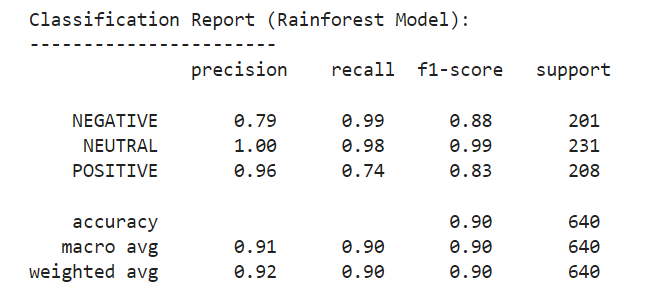 Classification Report (Rainforest Model):
-----------------------
precision recall f1-score support
NEGATIVE 0.79 0.99 0.88 201
NEUTRAL 1.00 0.98 0.99 231
POSITIVE 0.96 0.74 0.83 208
accuracy 0.90 640
macro avg 0.91 0.90 0.90 640
weighted avg 0.92 0.90 0.90 640